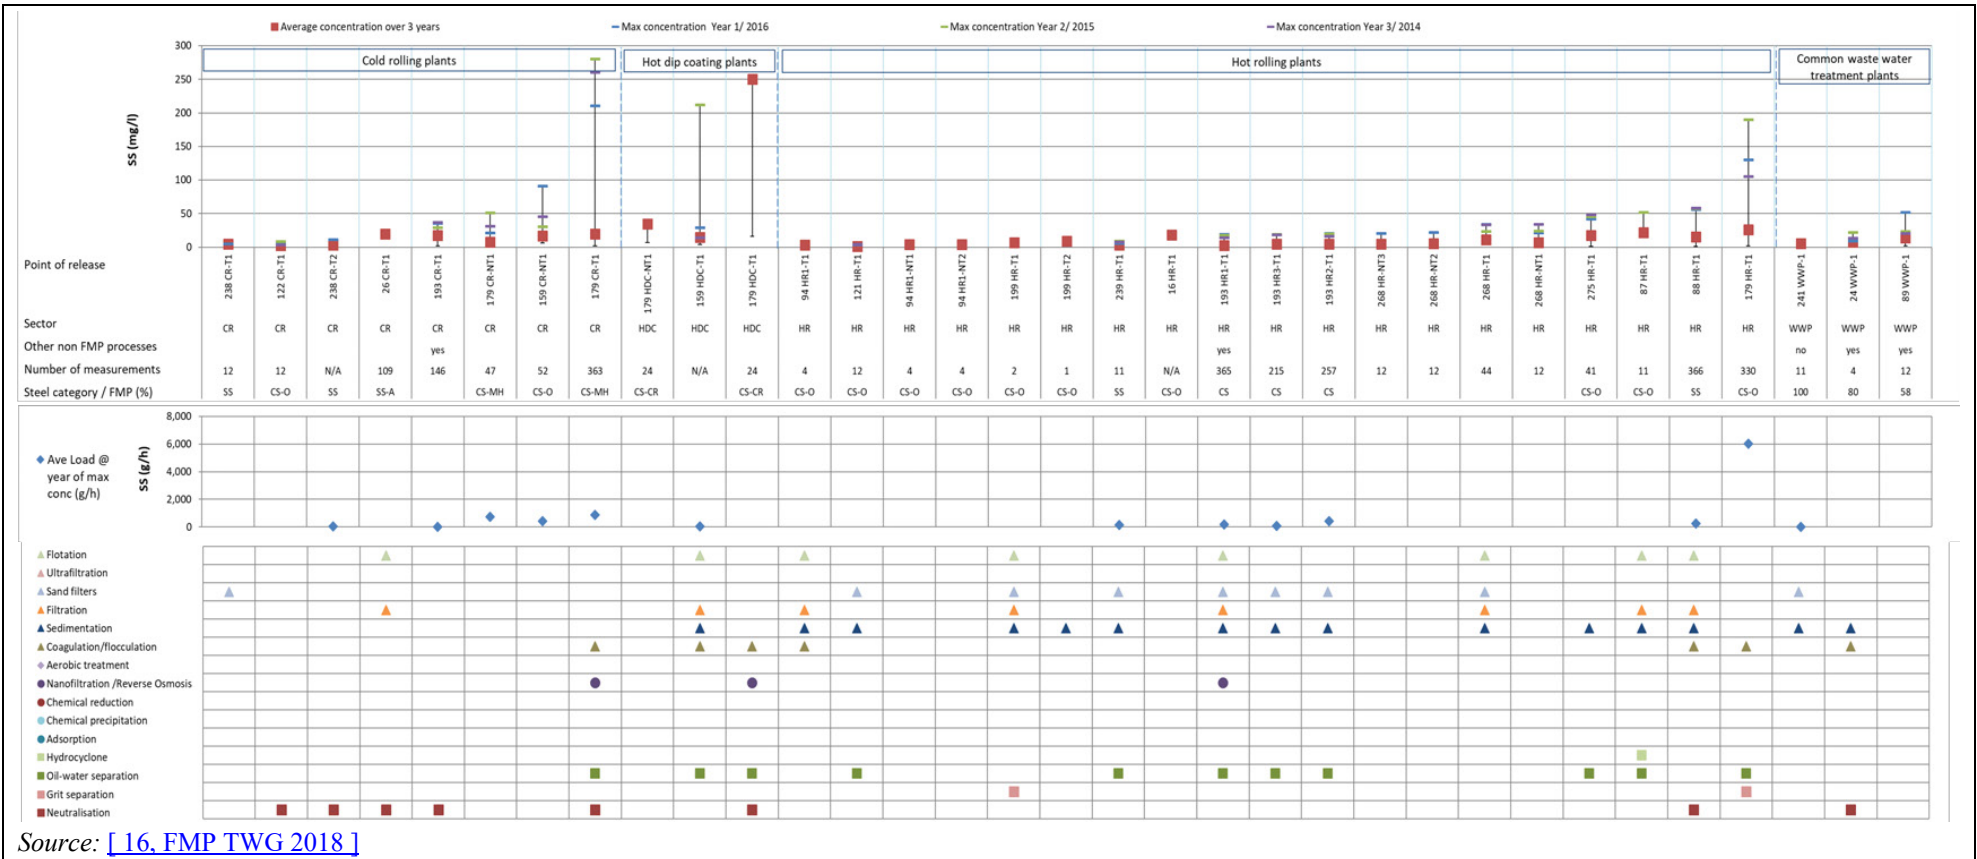 Average concentration over 3 years
Max concentration Year 1/ 2016
Max concentration Year 2/ 2015
Max concentration Year 3/ 2014
Cold rolling plants
Hot dip coating plants
Hot rolling plants
Common waste water
treatment plants
SS (mg/l)
300
250
200
150
100
50
0
Point of release
238 CR-T1
122 CR-T1
238 CR-T2
26 CR-T1
193 CR-T1
179 CR-NT1
159 CR-NT1
179 CR-T1
179 HDC-NT1
159 HDC-T1
179 HDC-T1
94 HR1-T1
121 HR-T1
94 HR1-NT1
94 HR1-NT2
199 HR-T1
199 HR-T2
239 HR-T1
16 HR-T1
193 HR1-T1
193 HR3-T1
193 HR2-T1
268 HR-NT3
268 HR-NT2
268 HR-T1
268 HR-NT1
275 HR-T1
87 HR-T1
88 HR-T1
179 HR-T1
241 WWP-1
24 WWP-1
89 WWP-1
Sector CR CR CR CR CR CR CR CR HDC HDC HDC HR HR HR HR HR HR HR HR HR HR HR HR HR HR HR HR HR HR HR WWP WWP WWP
Other non FMP processes yes yes no yes yes
Number of measurements 12 12 N/A 109 146 47 52 363 24 N/A 24 4 12 4 4 2 1 11 N/A 365 215 257 12 12 44 12 41 11 366 330 11 4 12
Steel category / FMP (%) SS CS-O SS SS-A CS-MH CS-O CS-MH CS-CR CS-CR CS-O CS-O CS-O CS-O CS-O CS-O SS CS-O CS CS CS CS-O CS-O SS CS-O 100 80 58
Ave Load @
year of max
conc (g/h)
SS (g/h)
8,000
6,000
4,000
2,000
0
Flotation
Ultrafiltration
Sand filters
Filtration
Sedimentation
Coagulation/flocculation
Aerobic treatment
Nanofiltration /Reverse Osmosis
Chemical reduction
Chemical precipitation
Adsorption
Hydrocyclone
Oil-water separation
Grit separation
Neutralisation
Source: [ 16, FMP TWG 2018 ]